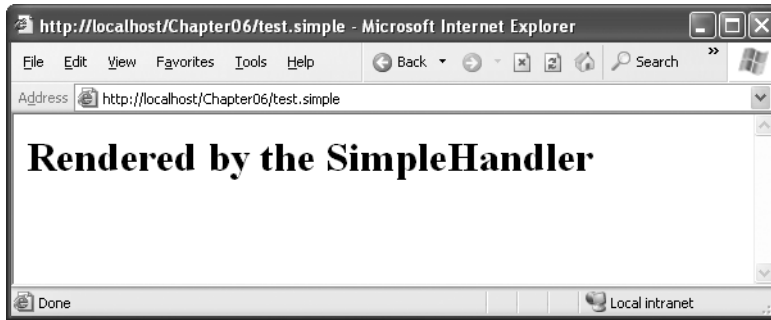 http://localhost/Chapter06/test.simple - Microsoft Internet Explorer
File Edit View Favorites Tools Help Back Search »
Address http://localhost/Chapter06/test.simple
Rendered by the SimpleHandler
Done Local intranet